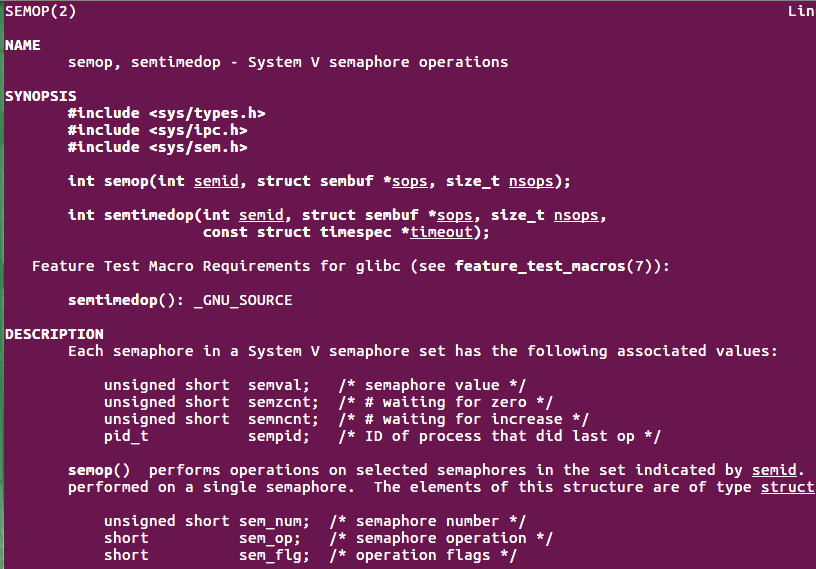 SEMOP(2) Lin
NAME
semop, semtimedop - System V semaphore operations
SYNOPSIS
#include <sys/types.h>
#include <sys/ipc.h>
#include <sys/sem.h>
int semop(int semid, struct sembuf *sops, size_t nsops);
int semtimedop(int semid, struct sembuf *sops, size_t nsops,
const struct timespec *timeout);
Feature Test Macro Requirements for glibc (see feature_test_macros(7)):
semtimedop(): _GNU_SOURCE
DESCRIPTION
Each semaphore in a System V semaphore set has the following associated values:
unsigned short  semval;   /* semaphore value */
unsigned short  semzcnt;  /* # waiting for zero */
unsigned short  semncnt;  /* # waiting for increase */
pid_t           sempid;   /* ID of process that did last op */
semop()  performs operations on selected semaphores in the set indicated by semid.
performed on a single semaphore.  The elements of this structure are of type struct
unsigned short sem_num;  /* semaphore number */
short          sem_op;   /* semaphore operation */
short          sem_flg;  /* operation flags */